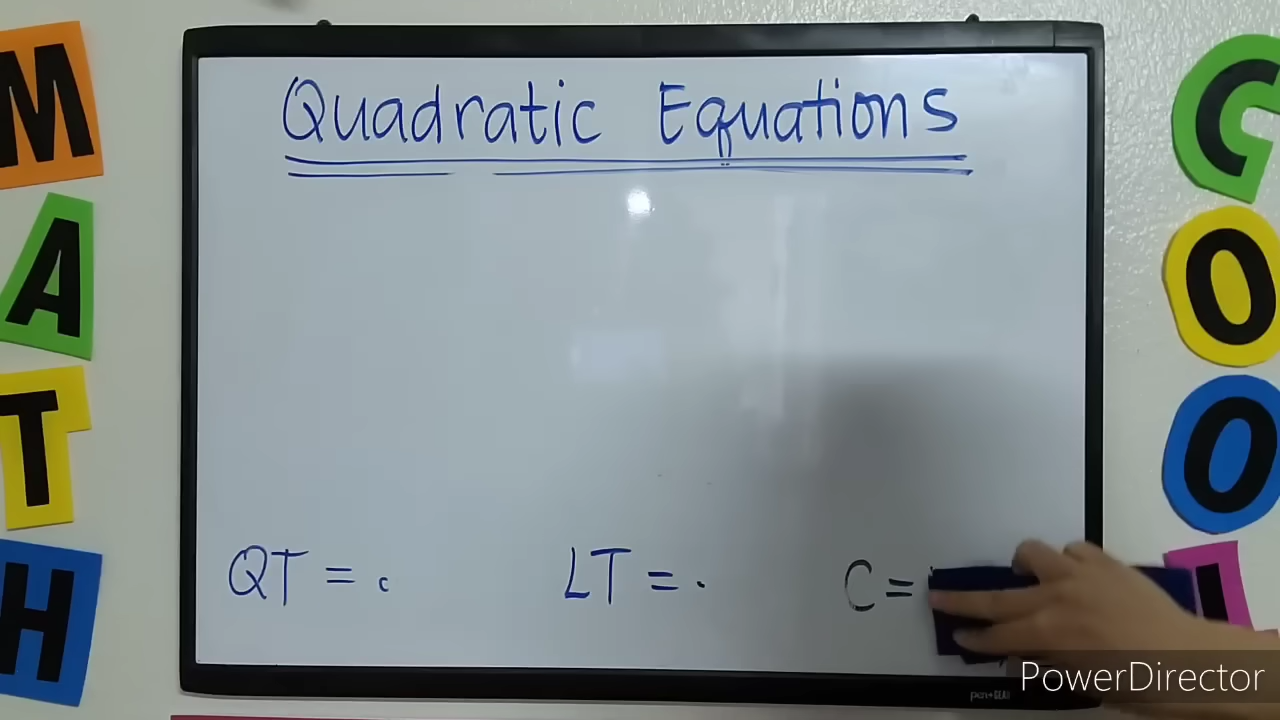 Quadratic Equations
QT = LT = C =
M
A
T
H
C
O
O
PowerDirector